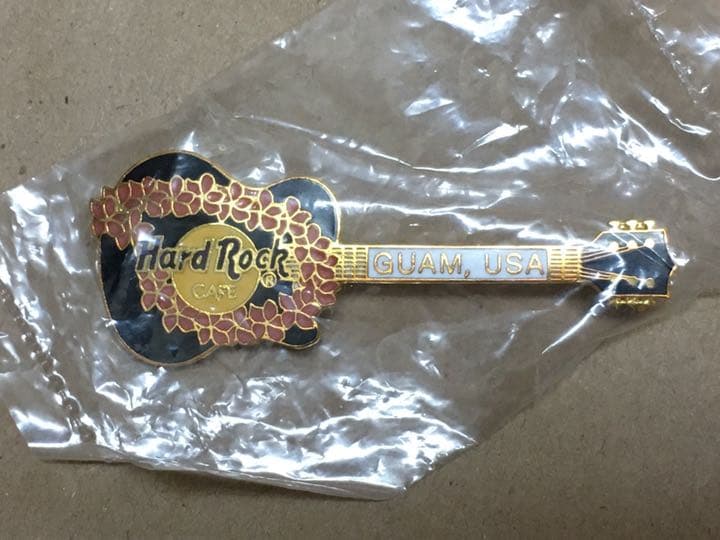 Hard Rock
CAFE
®
GUAM, USA